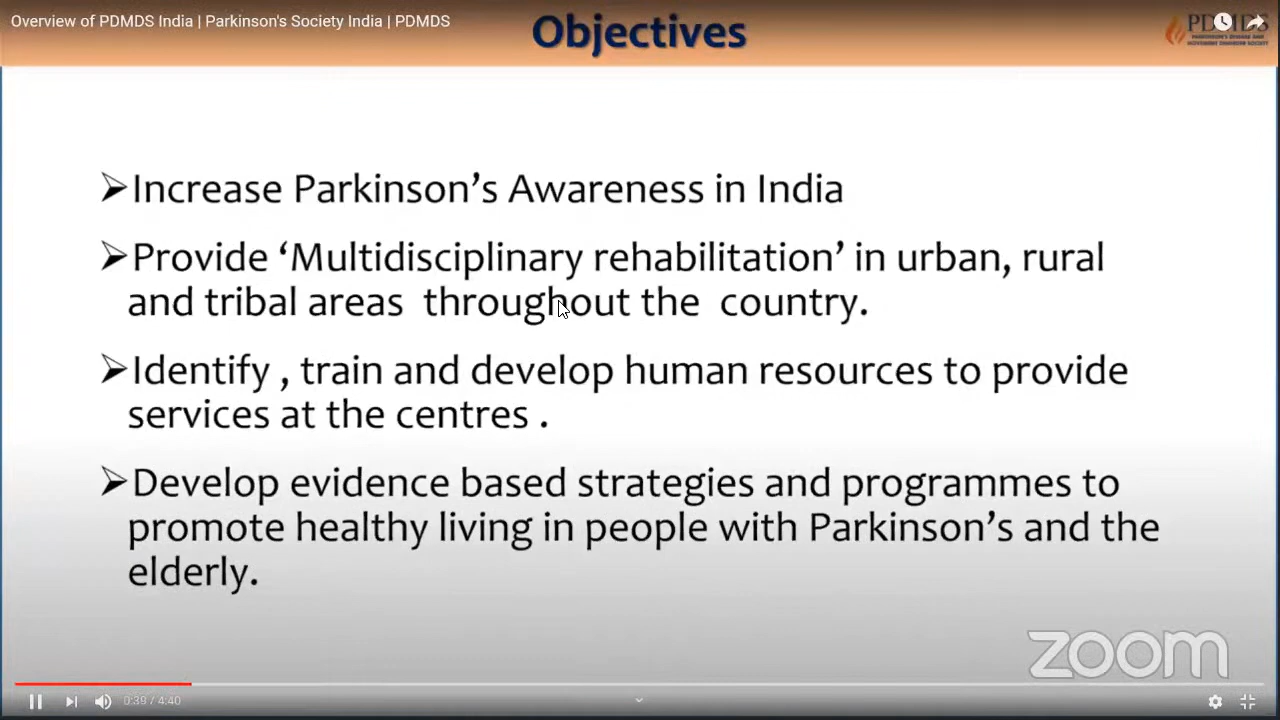 Overview of PDMDS India | Parkinson's Society India | PDMDS
Objectives
PDMDS
➢Increase Parkinson’s Awareness in India
➢Provide ‘Multidisciplinary rehabilitation’ in urban, rural
and tribal areas throughout the country.
➢Identify , train and develop human resources to provide
services at the centres .
➢Develop evidence based strategies and programmes to
promote healthy living in people with Parkinson’s and the
elderly.
zoom
0:39 / 4:40